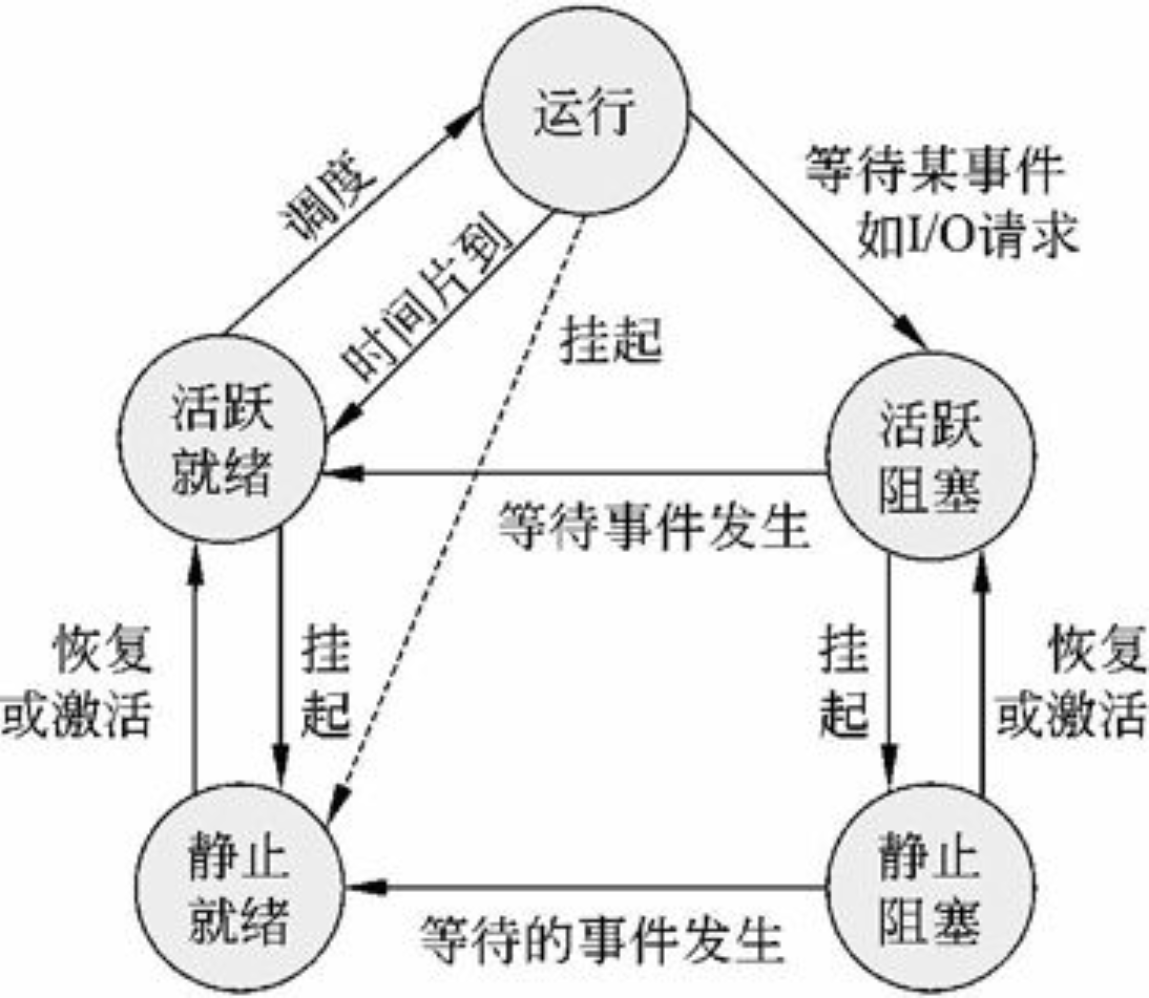 运行
等待某事件
如I/O请求
调度
时间片到
挂起
活跃
就绪
活跃
阻塞
等待事件发生
恢复
或激活
挂
起
挂
起
恢复
或激活
静止
就绪
静止
阻塞
等待的事件发生